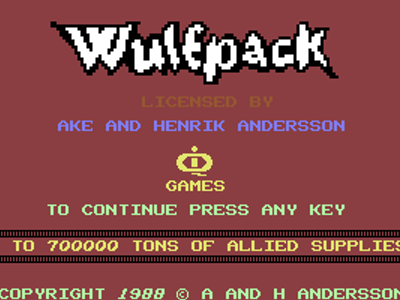 Wulfpack
LICENSED BY
AKE AND HENRIK ANDERSSON
GAMES
TO CONTINUE PRESS ANY KEY
TO 700000 TONS OF ALLIED SUPPLIES
COPYRIGHT 1988 © A AND H ANDERSSON